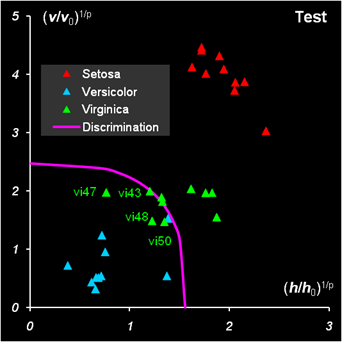 (v/v₀)¹/ᵖ Test
5
Setosa
Versicolor
Virginica
Discrimination
4
3
2
vi47 vi43
vi48
vi50
1
(h/h₀)¹/ᵖ
0
0 1 2 3